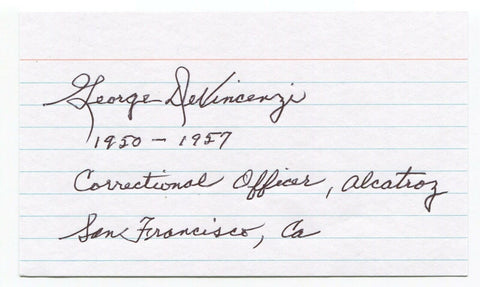 George DeVincenzi
1950 - 1957
Correctional Officer, Alcatraz
San Francisco, Ca